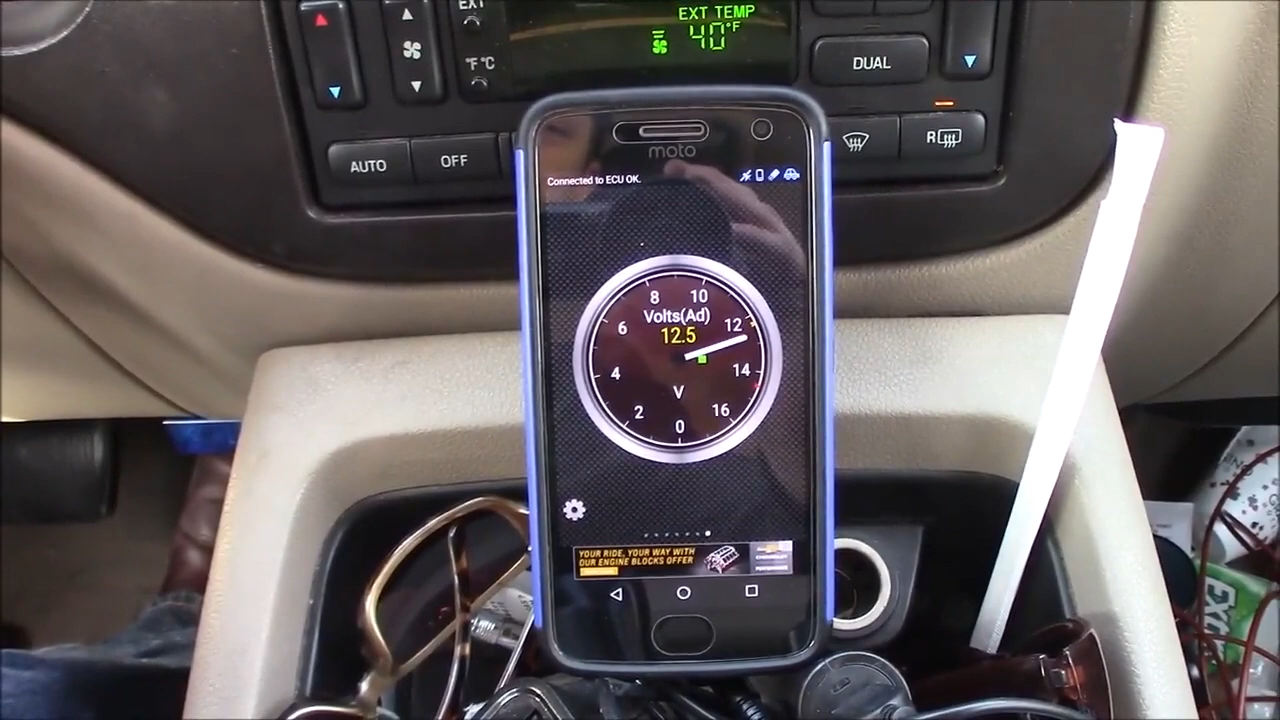 EXT
EXT TEMP
40°F
°F °C
DUAL
AUTO
OFF
R
moto
Connected to ECU OK.
8
10
Volts(Ad)
6
12
12.5
4
14
V
2
16
0
YOUR RIDE, YOUR WAY WITH
OUR ENGINE BLOCKS OFFER